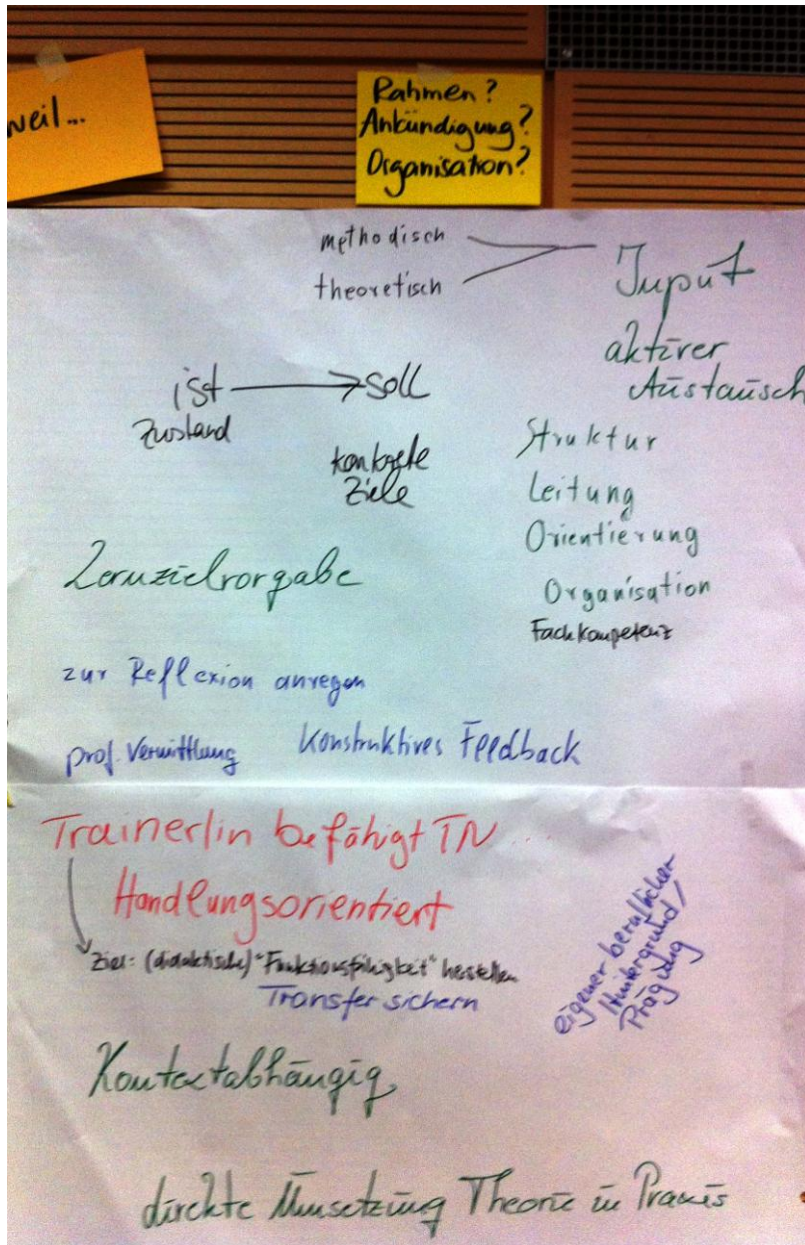 weil...
Rahmen?
Ankündigung?
Organisation?
methodisch
theoretisch
Input
aktiver
Austausch
ist
soll
Zustand
konkrete
Ziele
Struktur
Leitung
Orientierung
Organisation
Fachkompetenz
Lernzielvorgabe
zur Reflexion anregen
prof. Vermittlung
Konstruktives Feedback
Trainer/in befähigt TN...
Handlungsorientiert
Ziel: (didaktische) "Funktionsfähigkeit" herstellen
Transfer sichern
eigener beruflicher
Hintergrund/
Prägung
Kontextabhängig
direkte Umsetzung Theorie in Praxis